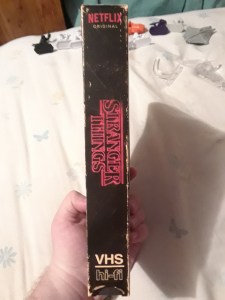 NETFLIX
ORIGINAL
STRANGER
THINGS
VHS
hi-fi